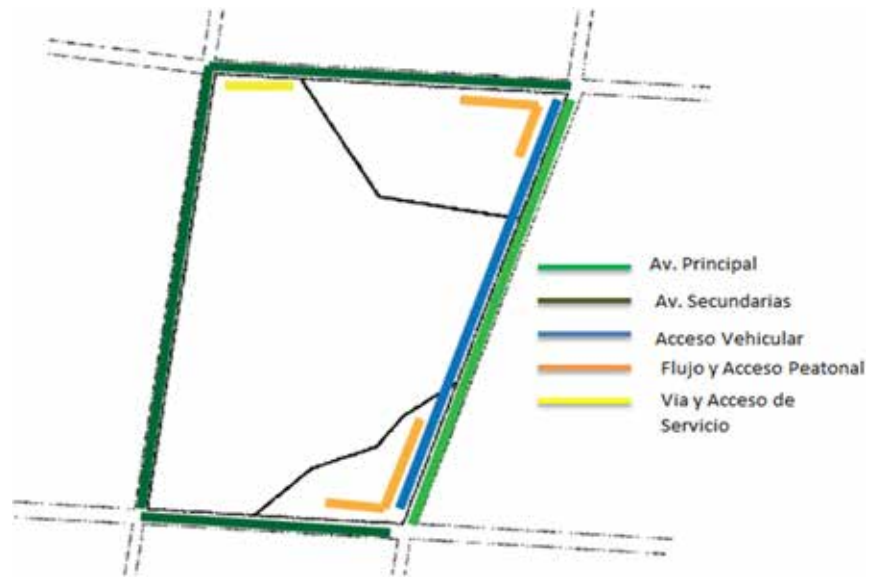 Av. Principal
Av. Secundarias
Acceso Vehicular
Flujo y Acceso Peatonal
Via y Acceso de
Servicio